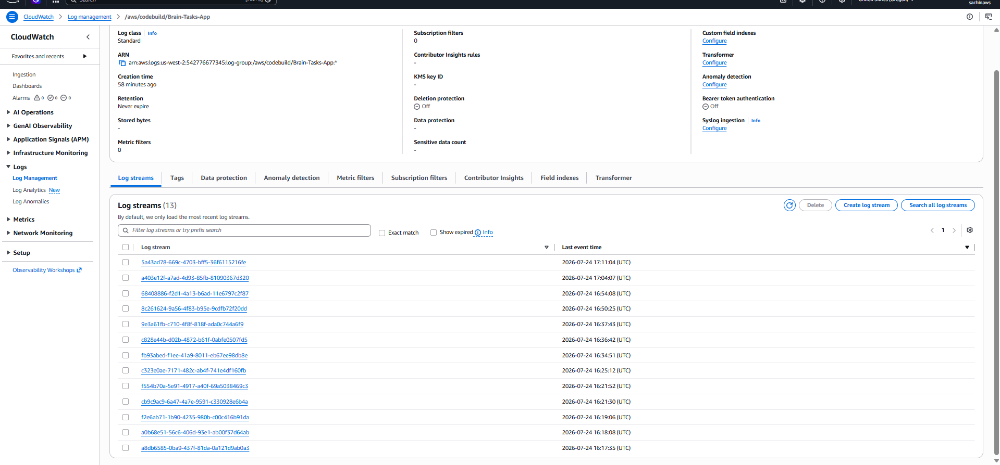 sachinaws
CloudWatch > Log management > /aws/codebuild/Brain-Tasks-App
CloudWatch
Favorites and recents
Ingestion
Dashboards
Alarms 0 0 0
AI Operations
GenAI Observability
Application Signals (APM)
Infrastructure Monitoring
Logs
Log Management
Log Analytics New
Log Anomalies
Metrics
Network Monitoring
Setup
Observability Workshops
Log class Info
Standard
ARN
arn:aws:logs:us-west-2:542776677345:log-group:/aws/codebuild/Brain-Tasks-App:*
Creation time
58 minutes ago
Retention
Never expire
Stored bytes
-
Metric filters
0
Subscription filters
0
Contributor Insights rules
-
KMS key ID
-
Deletion protection
Off
Data protection
-
Sensitive data count
-
Custom field indexes
Configure
Transformer
Configure
Anomaly detection
Configure
Bearer token authentication
Off
Syslog ingestion Info
Configure
Log streams Tags Data protection Anomaly detection Metric filters Subscription filters Contributor Insights Field indexes Transformer
Log streams (13)
Delete Create log stream Search all log streams
By default, we only load the most recent log streams.
Filter log streams or try prefix search Exact match Show expired Info 1
Log stream Last event time
5a43ad78-669c-4703-bff5-36f6115216fe 2026-07-24 17:11:04 (UTC)
a403e12f-a7ad-4d93-85fb-81090367d320 2026-07-24 17:04:07 (UTC)
68408886-f2d1-4a13-b6ad-11e6797c2f87 2026-07-24 16:54:08 (UTC)
8c261624-9a56-4f83-b95e-9cdfb72f20dd 2026-07-24 16:50:25 (UTC)
9e3a61fb-c710-4f8f-818f-ada0c744a6f9 2026-07-24 16:37:43 (UTC)
c828e44b-d02b-4872-b61f-0abfe0507fd5 2026-07-24 16:36:42 (UTC)
fb93abed-f1ee-41a9-8011-eb67ee98db8e 2026-07-24 16:34:51 (UTC)
c323e0ae-7171-482c-ab4f-741e4df160fb 2026-07-24 16:25:12 (UTC)
f554b70a-5e91-4917-a40f-69a5038469c3 2026-07-24 16:21:52 (UTC)
cb9c9ac9-6a47-4a7e-9591-c330928e6b4a 2026-07-24 16:21:30 (UTC)
f2e6ab71-1b90-4235-980b-c00c416b91da 2026-07-24 16:19:06 (UTC)
a0b68e51-56c6-406d-93e1-ab00f37d64ab 2026-07-24 16:18:08 (UTC)
a8db6585-0ba9-437f-81da-0a121d9ab0a3 2026-07-24 16:17:35 (UTC)